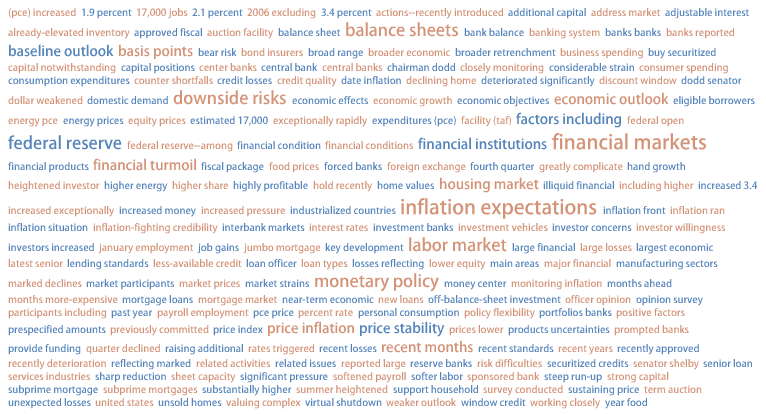 (pce) increased 1.9 percent 17,000 jobs 2.1 percent 2006 excluding 3.4 percent actions--recently introduced additional capital address market adjustable interest
already-elevated inventory approved fiscal auction facility balance sheet balance sheets bank balance banking system banks banks banks reported
baseline outlook basis points bear risk bond insurers broad range broader economic broader retrenchment business spending buy securitized
capital notwithstanding capital positions center banks central bank central banks chairman dodd closely monitoring considerable strain consumer spending
consumption expenditures counter shortfalls credit losses credit quality date inflation declining home deteriorated significantly discount window dodd senator
dollar weakened domestic demand downside risks economic effects economic growth economic objectives economic outlook eligible borrowers
energy pce energy prices equity prices estimated 17,000 exceptionally rapidly expenditures (pce) facility (taf) factors including federal open
federal reserve federal reserve--among financial condition financial conditions financial institutions financial markets
financial products financial turmoil fiscal package food prices forced banks foreign exchange fourth quarter greatly complicate hand growth
heightened investor higher energy higher share highly profitable hold recently home values housing market illiquid financial including higher increased 3.4
increased exceptionally increased money increased pressure industrialized countries inflation expectations inflation front inflation ran
inflation situation inflation-fighting credibility interbank markets interest rates investment banks investment vehicles investor concerns investor willingness
investors increased january employment job gains jumbo mortgage key development labor market large financial large losses largest economic
latest senior lending standards less-available credit loan officer loan types losses reflecting lower equity main areas major financial manufacturing sectors
marked declines market participants market prices market strains monetary policy money center monitoring inflation months ahead
months more-expensive mortgage loans mortgage market near-term economic new loans off-balance-sheet investment officer opinion opinion survey
participants including past year payroll employment pce price percent rate personal consumption policy flexibility portfolios banks positive factors
prespecified amounts previously committed price index price inflation price stability prices lower products uncertainties prompted banks
provide funding quarter declined raising additional rates triggered recent losses recent months recent standards recent years recently approved
recently deterioration reflecting marked related activities related issues reported large reserve banks risk difficulties securitized credits senator shelby senior loan
services industries sharp reduction sheet capacity significant pressure softened payroll softer labor sponsored bank steep run-up strong capital
subprime mortgage subprime mortgages substantially higher summer heightened support household survey conducted sustaining price term auction
unexpected losses united states unsold homes valuing complex virtual shutdown weaker outlook window credit working closely year food